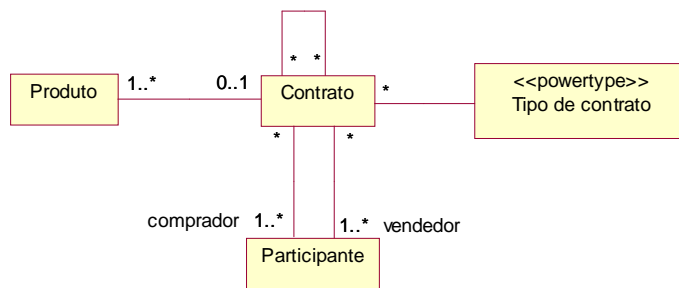 * *
Produto 1..* 0..1 Contrato * <<powertype>>
Tipo de contrato
* *
comprador 1..* 1..* vendedor
Participante